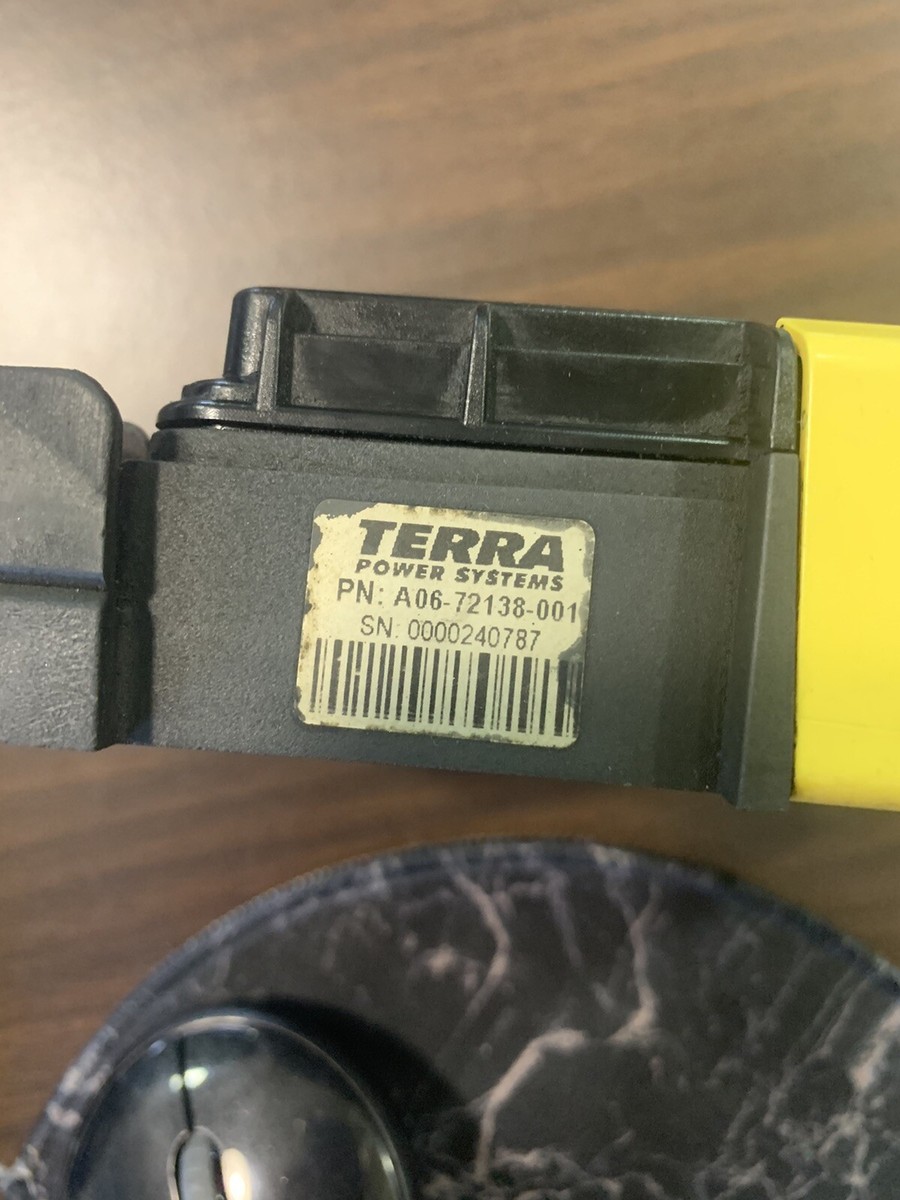 TERRA
POWER SYSTEMS
PN: A06-72138-001
SN: 0000240787